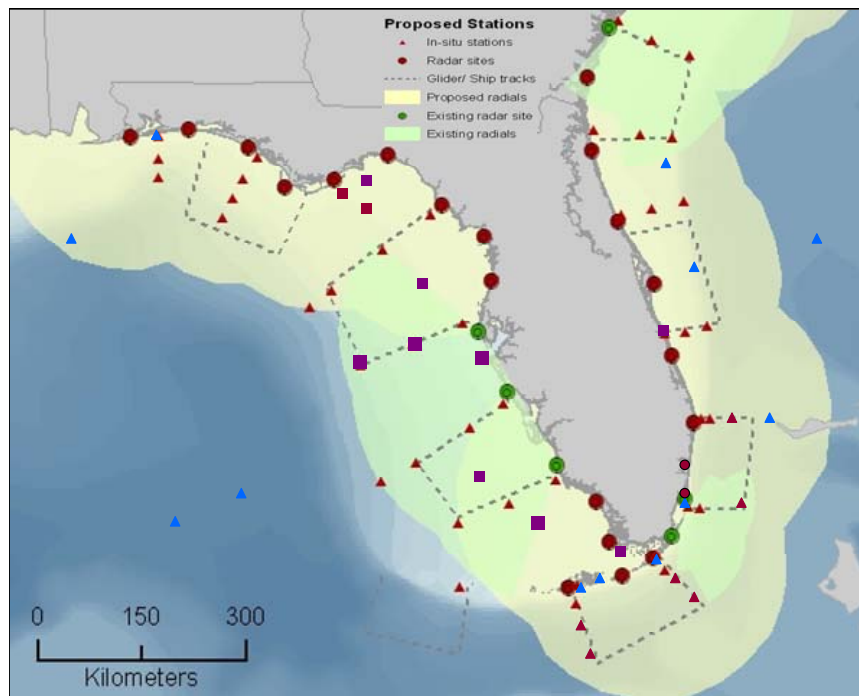 Proposed Stations
In-situ stations
Radar sites
Glider/ Ship tracks
Proposed radials
Existing radar site
Existing radials
0 150 300
Kilometers